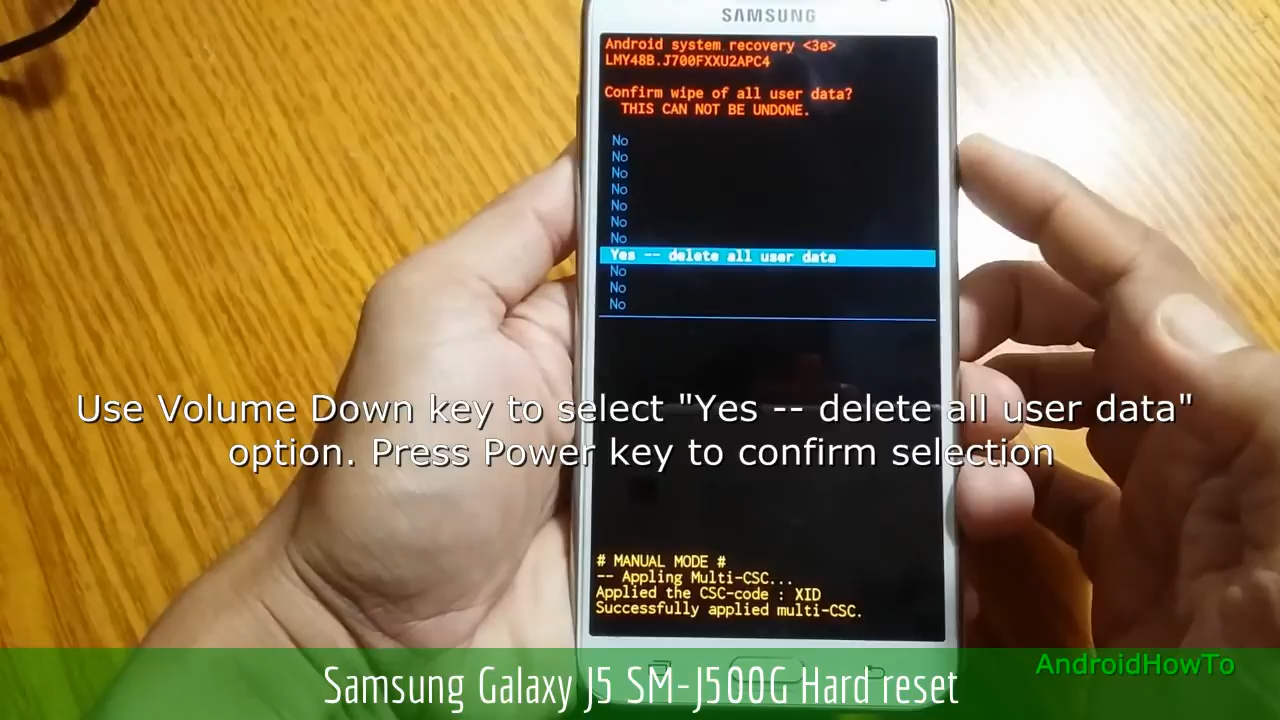 SAMSUNG
Android system recovery <3e>
LMY48B.J700FXXU2APC4
Confirm wipe of all user data?
THIS CAN NOT BE UNDONE.
No
No
No
No
No
No
No
Yes -- delete all user data
No
No
No
Use Volume Down key to select "Yes -- delete all user data"
option. Press Power key to confirm selection
# MANUAL MODE #
-- Appling Multi-CSC...
Applied the CSC-code : XID
Successfully applied multi-CSC.
AndroidHowTo
Samsung Galaxy J5 SM-J500G Hard reset